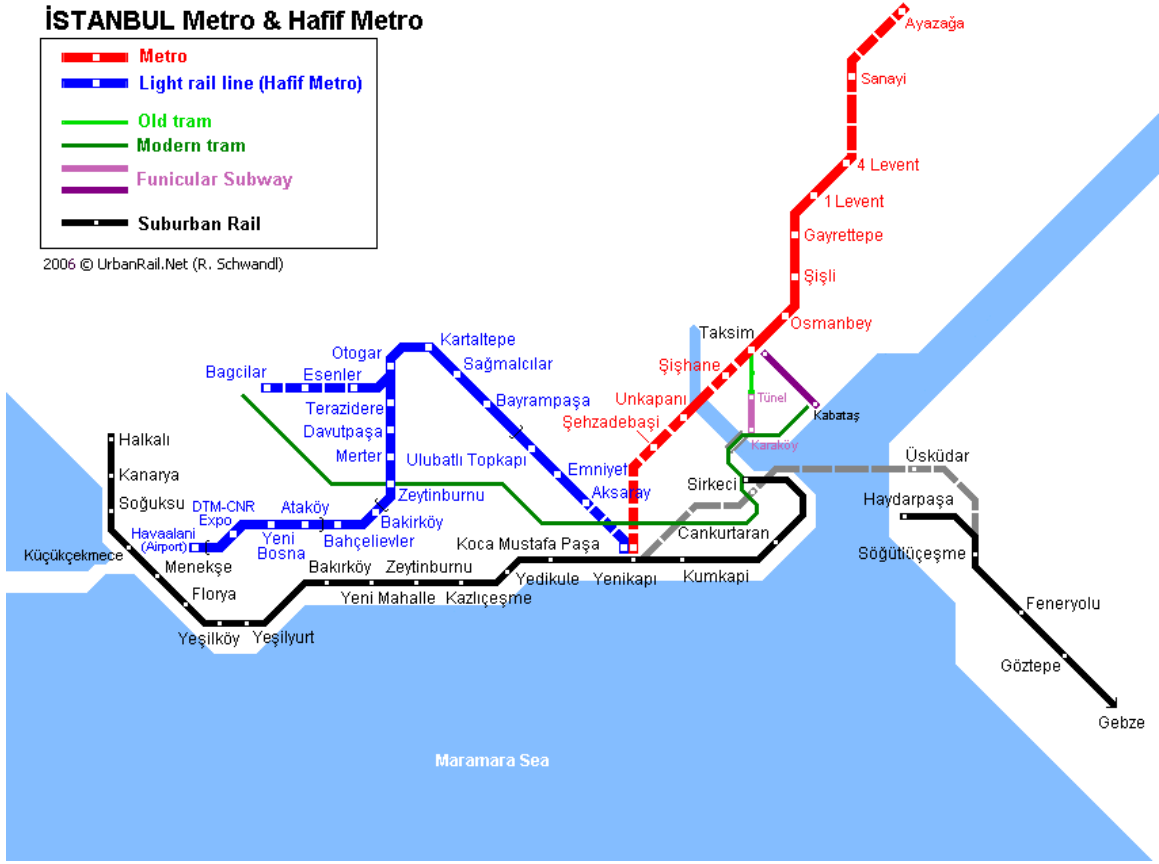 İSTANBUL Metro & Hafif Metro
Metro
Light rail line (Hafif Metro)
Old tram
Modern tram
Funicular Subway
Suburban Rail
2006 © UrbanRail.Net (R. Schwandl)
Ayazağa
Sanayi
4 Levent
1 Levent
Gayrettepe
Şişli
Osmanbey
Taksim
Şişhane
Unkapanı
Şehzadebaşi
Tünel
Karaköy
Kabataş
Kartaltepe
Otogar
Sağmalcılar
Bagcilar
Esenler
Bayrampaşa
Terazidere
Davutpaşa
Merter
Ulubatlı Topkapı
Emniyet
Aksaray
Zeytinburnu
Bakirköy
Bahçelievler
Ataköy
Yeni
Bosna
DTM-CNR
Expo
Havaalani
(Airport)
Halkalı
Kanarya
Soğuksu
Küçükçekmece
Menekşe
Florya
Yeşilköy
Yeşilyurt
Bakırköy
Yeni Mahalle
Zeytinburnu
Kazlıçeşme
Yedikule
Koca Mustafa Paşa
Yenikapı
Kumkapi
Cankurtaran
Sirkeci
Üsküdar
Haydarpaşa
Söğütiüçeşme
Feneryolu
Göztepe
Gebze
Maramara Sea